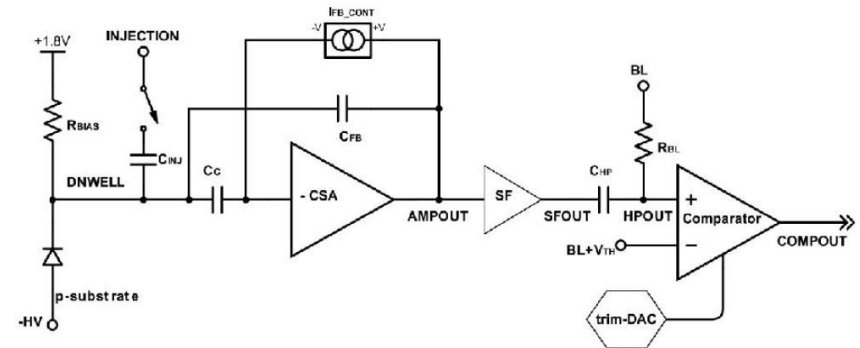 IFB_CONT
-V +V
+1.8V
INJECTION
BL
RBIAS
CFB
RBL
CINJ
CC
CHP
DNWELL
- CSA
SF
+
Comparator
AMPOUT
SFOUT
HPOUT
COMPOUT
BL+VTH
−
p-substrate
-HV
trim-DAC